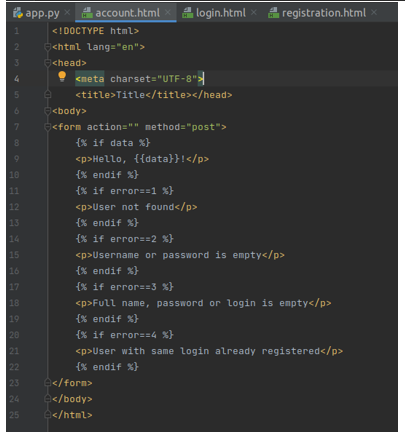 app.py account.html login.html registration.html
1 <!DOCTYPE html>
2 <html lang="en">
3 <head>
4 <meta charset="UTF-8">
5 <title>Title</title></head>
6 <body>
7 <form action="" method="post">
8 {% if data %}
9 <p>Hello, {{data}}!</p>
10 {% endif %}
11 {% if error==1 %}
12 <p>User not found</p>
13 {% endif %}
14 {% if error==2 %}
15 <p>Username or password is empty</p>
16 {% endif %}
17 {% if error==3 %}
18 <p>Full name, password or login is empty</p>
19 {% endif %}
20 {% if error==4 %}
21 <p>User with same login already registered</p>
22 {% endif %}
23 </form>
24 </body>
25 </html>